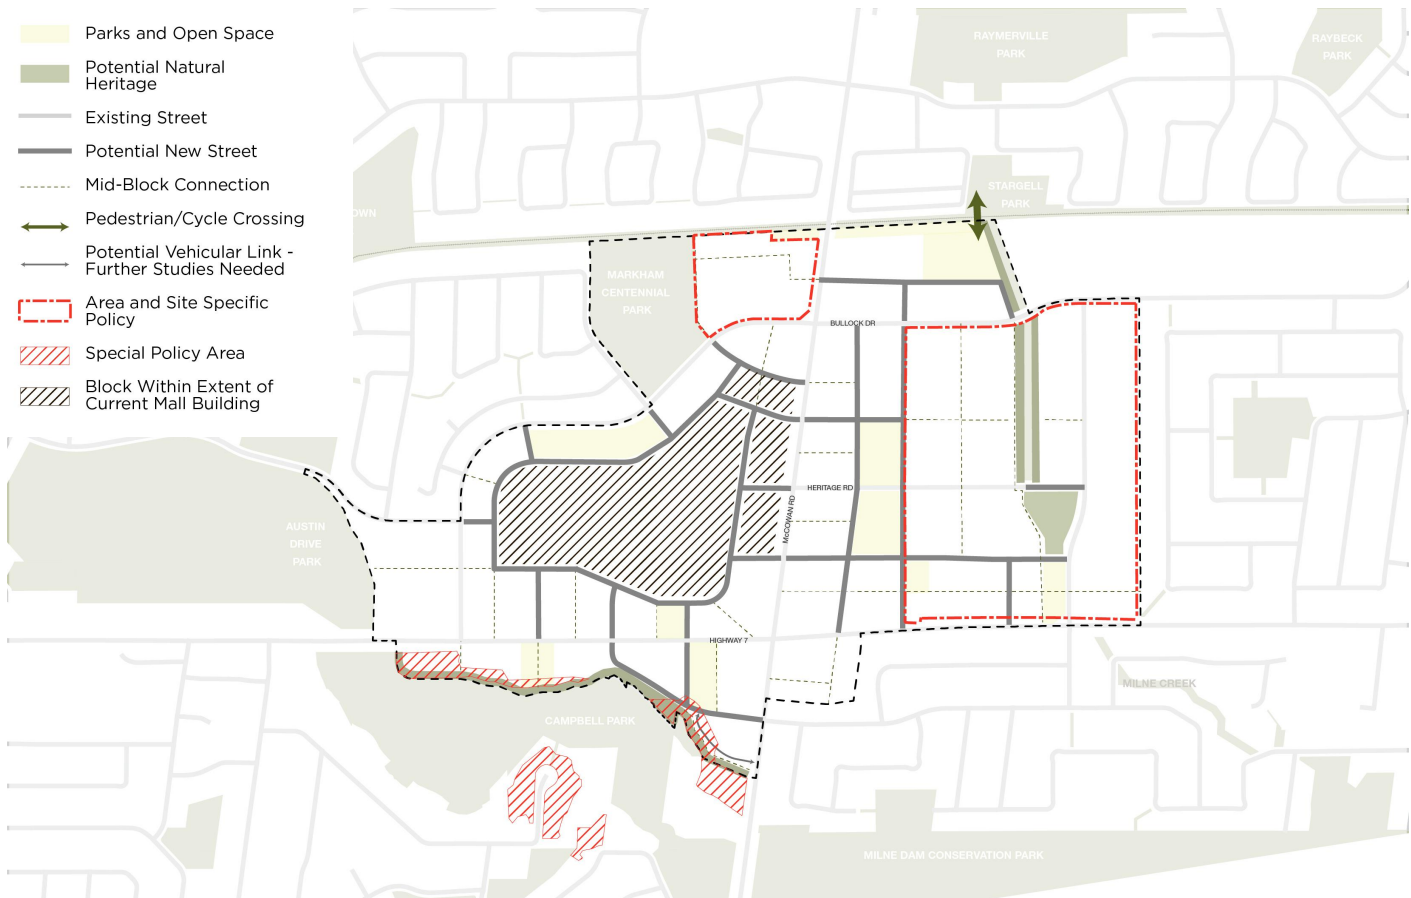 Parks and Open Space
Potential Natural
Heritage
Existing Street
Potential New Street
Mid-Block Connection
Pedestrian/Cycle Crossing
Potential Vehicular Link -
Further Studies Needed
Area and Site Specific
Policy
Special Policy Area
Block Within Extent of
Current Mall Building
RAYMERVILLE
PARK
RAYBECK
PARK
STARGELL
PARK
OWN
MARKHAM
CENTENNIAL
PARK
BULLOCK DR
HERITAGE RD
McCOWAN RD
AUSTIN
DRIVE
PARK
HIGHWAY 7
MILNE CREEK
CAMPBELL PARK
MILNE DAM CONSERVATION PARK